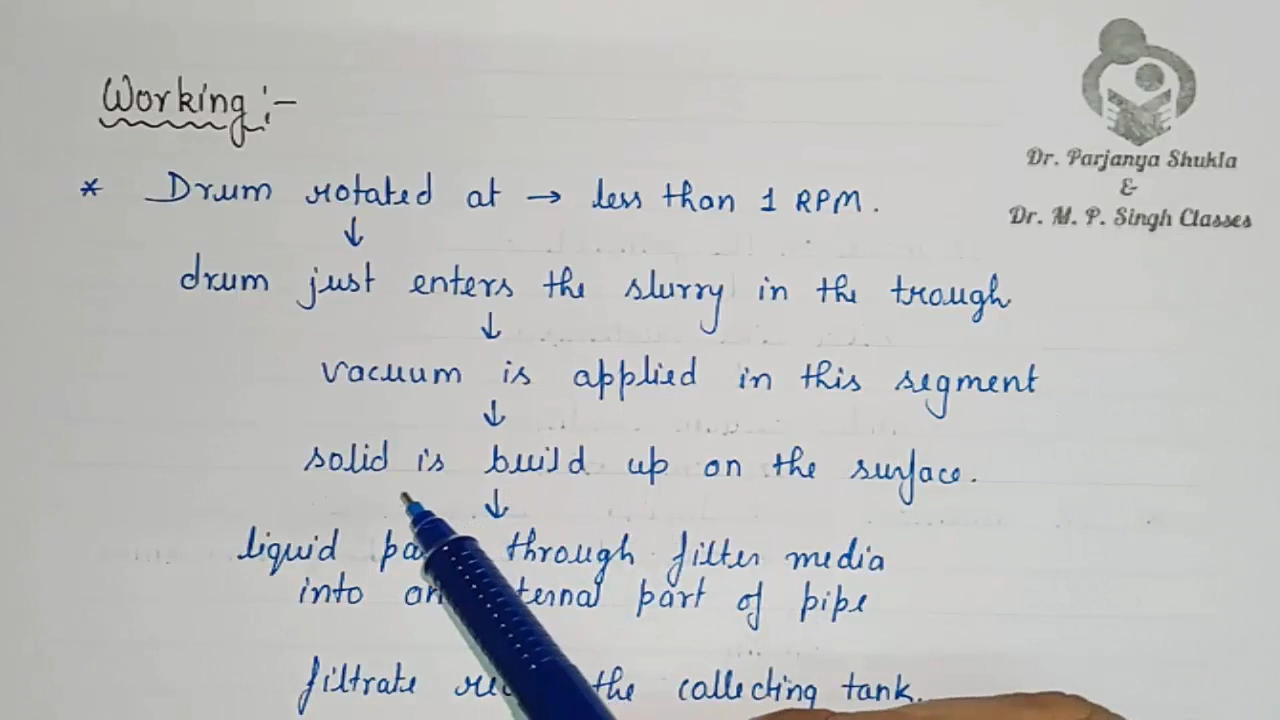 Working :-
Dr. Parjanya Shukla
&
Dr. M. P. Singh Classes
* Drum rotated at → less than 1 RPM.
↓
drum just enters the slurry in the trough
↓
vacuum is applied in this segment
↓
solid is build up on the surface.
↓
liquid through filter media
into part of pipe
filtrate the collecting tank.